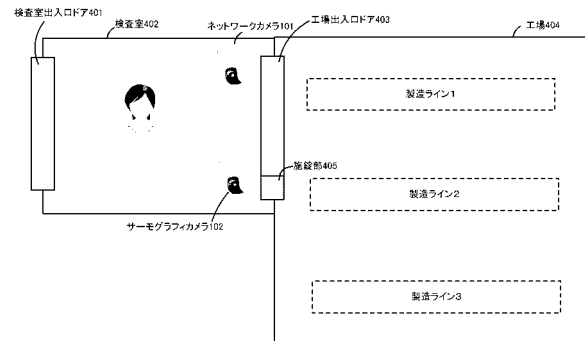 検査室出入口ドア401
検査室402
ネットワークカメラ101
工場出入口ドア403
工場404
製造ライン1
施錠部405
製造ライン2
サーモグラフィカメラ102
製造ライン3